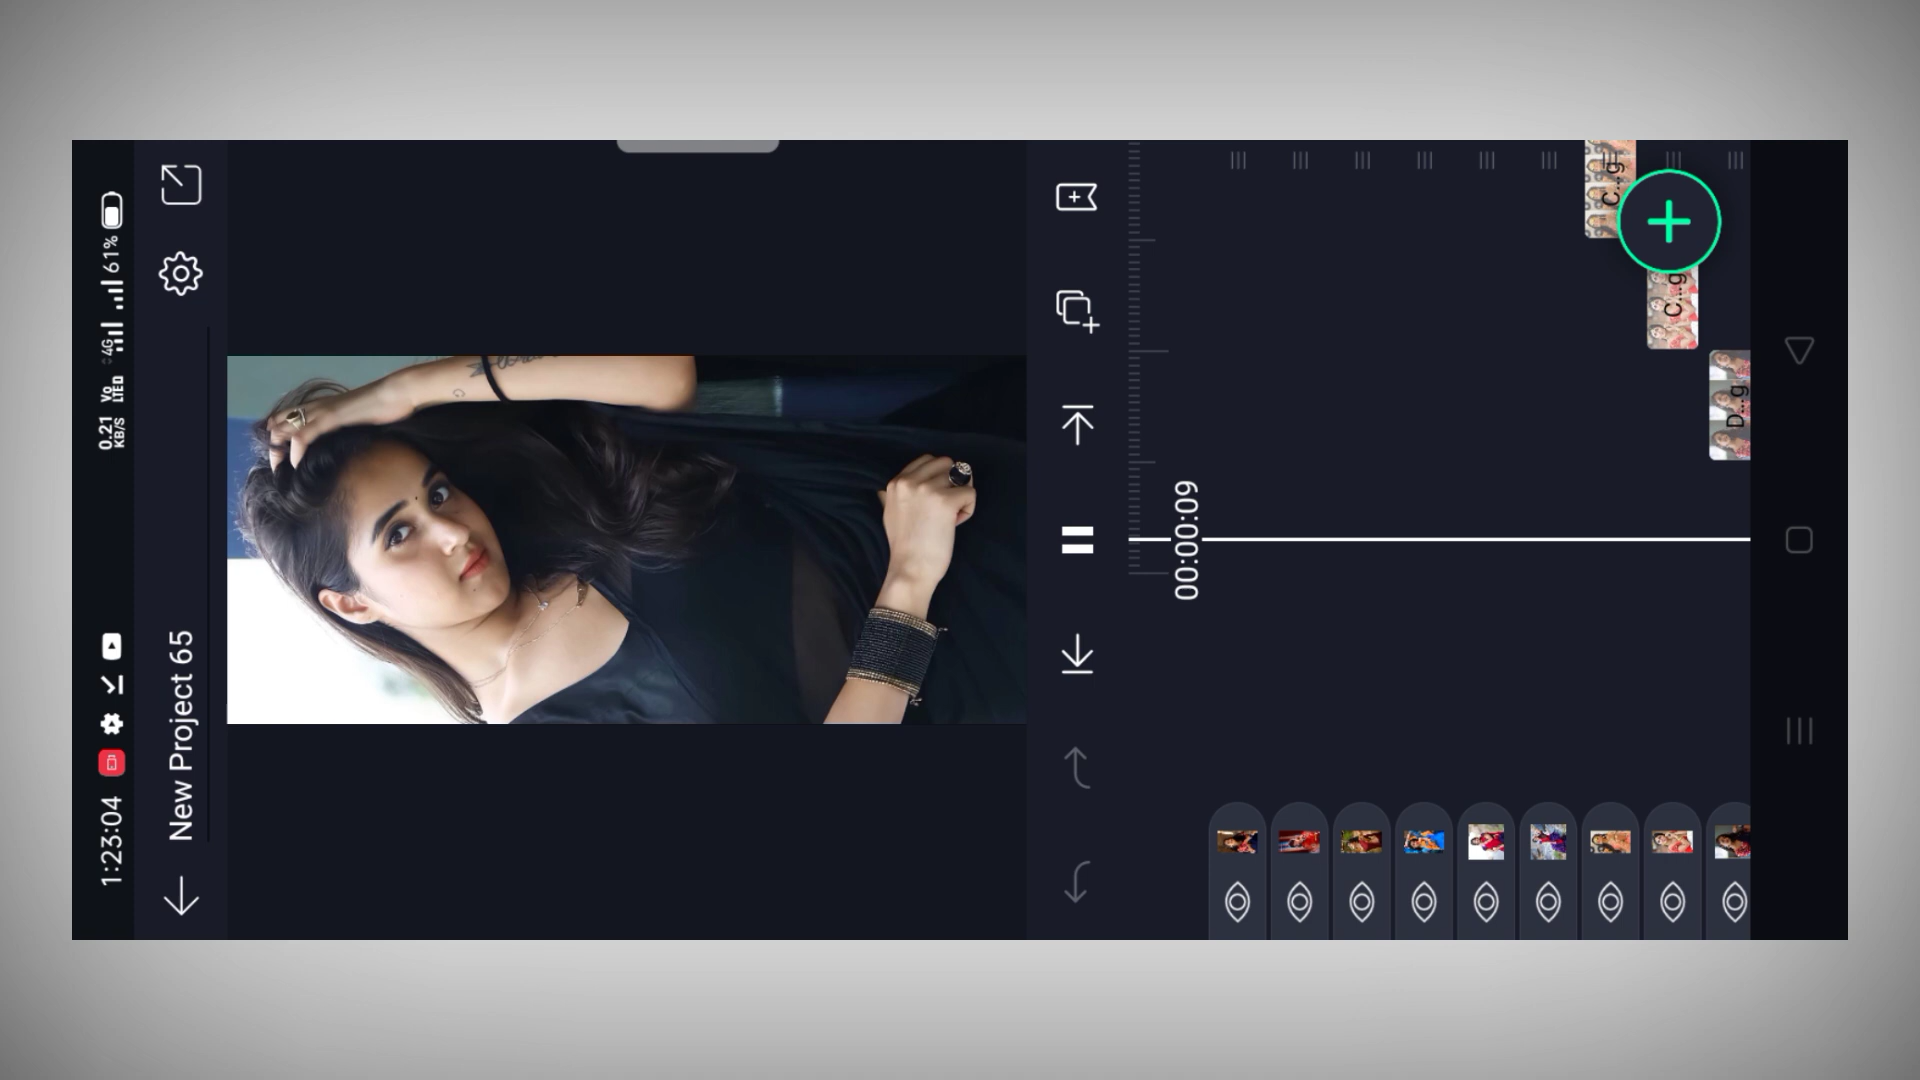 1:23:04
0.21 KB/S Vo LTE 4G 61%
New Project 65
00:00:09
C...g
C...g
D...g